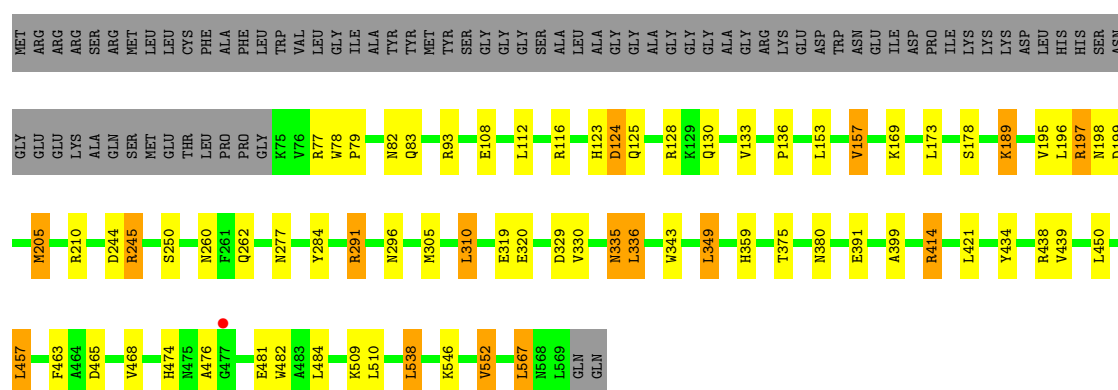 MET ARG ARG ARG SER ARG MET LEU LEU CYS PHE ALA PHE LEU TRP VAL LEU GLY ILE ALA TYR TYR MET TYR SER GLY GLY GLY SER ALA LEU ALA GLY GLY ALA GLY GLY GLY ALA GLY ARG LYS GLU ASP TRP ASN GLU ILE ASP PRO ILE LYS LYS LYS ASP LEU HIS HIS SER ASN
GLY GLU GLU LYS ALA GLN SER MET GLU THR LEU PRO PRO GLY K75 V76 R77 W78 P79 N82 Q83 R93 E108 L112 R116 H123 D124 Q125 R128 K129 Q130 V133 P136 L153 V157 K169 L173 S178 K189 V195 L196 R197 N198 D199
M205 R210 D244 R245 S250 N260 F261 Q262 N277 Y284 R291 N296 M305 L310 E319 E320 D329 V330 N335 L336 W343 L349 H359 T375 N380 E391 A399 R414 L421 Y434 R438 V439 L450
L457 F463 A464 D465 V468 H474 N475 A476 G477 E481 W482 A483 L484 K509 L510 L538 K546 V552 L567 N568 L569 GLN GLN